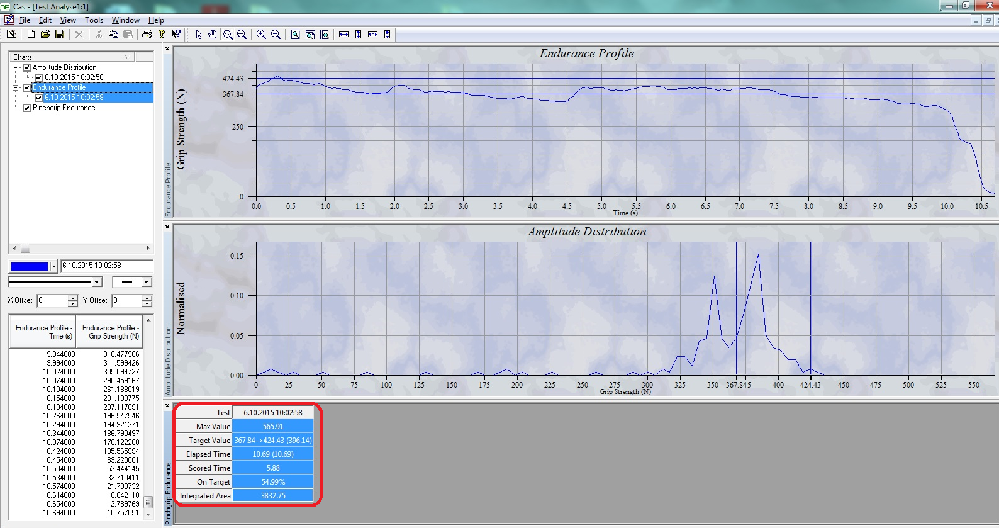 Cas - [Test Analyse1:1]
File Edit View Tools Window Help
Charts
Amplitude Distribution
6.10.2015 10:02:58
Endurance Profile
6.10.2015 10:02:58
Pinchgrip Endurance
6.10.2015 10:02:58
X Offset 0 Y Offset 0
Endurance Profile - Time (s) Endurance Profile - Grip Strength (N)
9.944000 316.477966
9.994000 311.599426
10.024000 305.094727
10.074000 290.459167
10.104000 261.188019
10.154000 231.103775
10.184000 207.117691
10.264000 196.547546
10.294000 194.921371
10.344000 186.790497
10.374000 170.122208
10.424000 135.565994
10.454000 89.220001
10.504000 53.444145
10.534000 32.710411
10.574000 21.733732
10.614000 16.042118
10.654000 12.789769
10.694000 10.757051
Endurance Profile
Endurance Profile
Grip Strength (N)
424.43
367.84
250
0
0.0 0.5 1.0 1.5 2.0 2.5 3.0 3.5 4.0 4.5 5.0 5.5 6.0 6.5 7.0 7.5 8.0 8.5 9.0 9.5 10.0 10.5
Time (s)
Amplitude Distribution
Amplitude Distribution
Normalised
0.15
0.10
0.05
0.00
0 25 50 75 100 125 150 175 200 225 250 275 300 325 350 367.845 400 424.43 450 475 500 525 550
Grip Strength (N)
Pinchgrip Endurance
Test 6.10.2015 10:02:58
Max Value 565.91
Target Value 367.84->424.43 (396.14)
Elapsed Time 10.69 (10.69)
Scored Time 5.88
On Target 54.99%
Integrated Area 3832.75